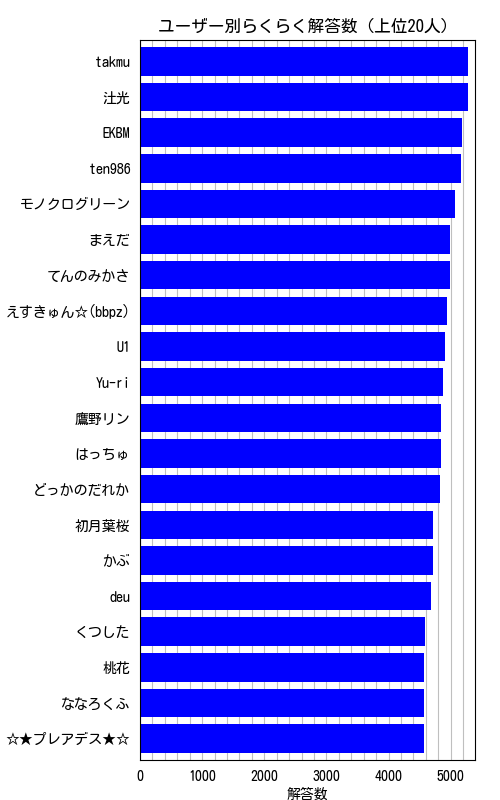 ユーザー別らくらく解答数（上位20人）
takmu
汢光
EKBM
ten986
モノクログリーン
まえだ
てんのみかさ
えすきゅん☆(bbpz)
U1
Yu-ri
鷹野リン
はっちゅ
どっかのだれか
初月葉桜
かぶ
deu
くつした
桃花
ななろくふ
☆★プレアデス★☆
0 1000 2000 3000 4000 5000
解答数